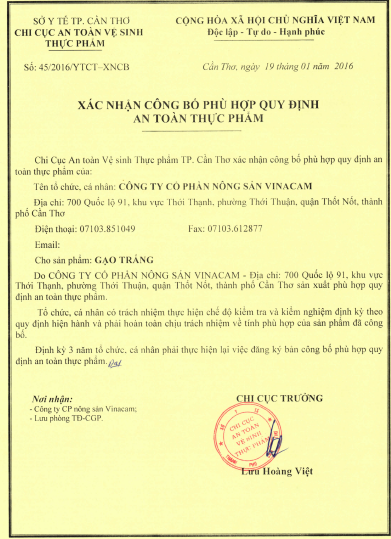 SỞ Y TẾ TP. CẦN THƠ
CHI CỤC AN TOÀN VỆ SINH
THỰC PHẨM
CỘNG HÒA XÃ HỘI CHỦ NGHĨA VIỆT NAM
Độc lập - Tự do - Hạnh phúc
Số: 45/2016/YTCT-XNCB
Cần Thơ, ngày 19 tháng 01 năm 2016
XÁC NHẬN CÔNG BỐ PHÙ HỢP QUY ĐỊNH
AN TOÀN THỰC PHẨM
Chi Cục An toàn Vệ sinh Thực phẩm TP. Cần Thơ xác nhận công bố phù hợp quy định an
toàn thực phẩm của:
Tên tổ chức, cá nhân: CÔNG TY CỔ PHẦN NÔNG SẢN VINACAM
Địa chỉ: 700 Quốc lộ 91, khu vực Thới Thạnh, phường Thới Thuận, quận Thốt Nốt, thành
phố Cần Thơ
Điện thoại: 07103.851049 Fax: 07103.612877
Email:
Cho sản phẩm: GẠO TRẮNG
Do CÔNG TY CỔ PHẦN NÔNG SẢN VINACAM - Địa chỉ: 700 Quốc lộ 91, khu vực
Thới Thạnh, phường Thới Thuận, quận Thốt Nốt, thành phố Cần Thơ sản xuất phù hợp quy
định an toàn thực phẩm.
Tổ chức, cá nhân có trách nhiệm thực hiện chế độ kiểm tra và kiểm nghiệm định kỳ theo
quy định hiện hành và phải hoàn toàn chịu trách nhiệm về tính phù hợp của sản phẩm đã công
bố.
Định kỳ 3 năm tổ chức, cá nhân phải thực hiện lại việc đăng ký bản công bố phù hợp quy
định an toàn thực phẩm.
Nơi nhận:
- Công ty CP nông sản Vinacam;
- Lưu phòng TĐ-CGP.
CHI CỤC TRƯỞNG
CHI CỤC
AN TOÀN
VỆ SINH
THỰC PHẨM
Lưu Hoàng Việt